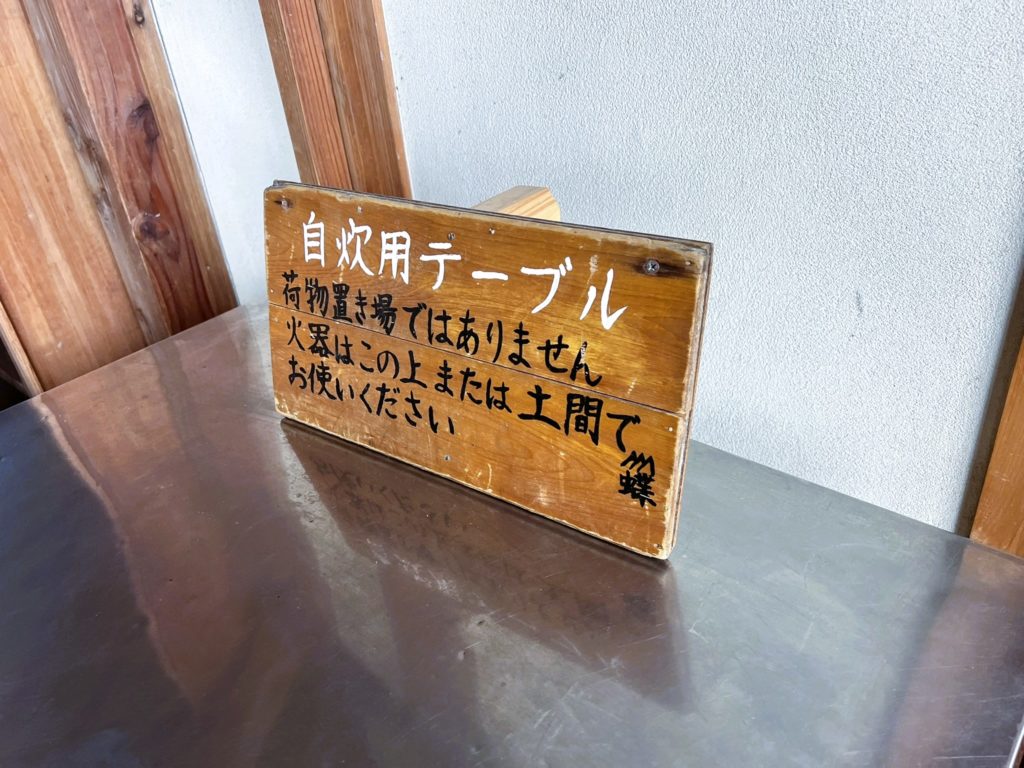 自炊用テーブル
荷物置き場ではありません
火器はこの上または土間で
お使いください
蝶